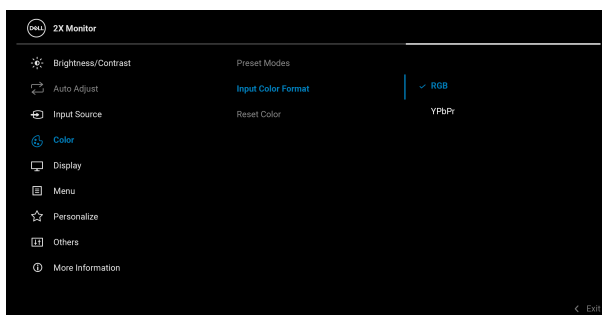 DELL 2X Monitor
Brightness/Contrast Preset Modes
Auto Adjust Input Color Format RGB
Input Source Reset Color YPbPr
Color
Display
Menu
Personalize
Others
More Information
Exit